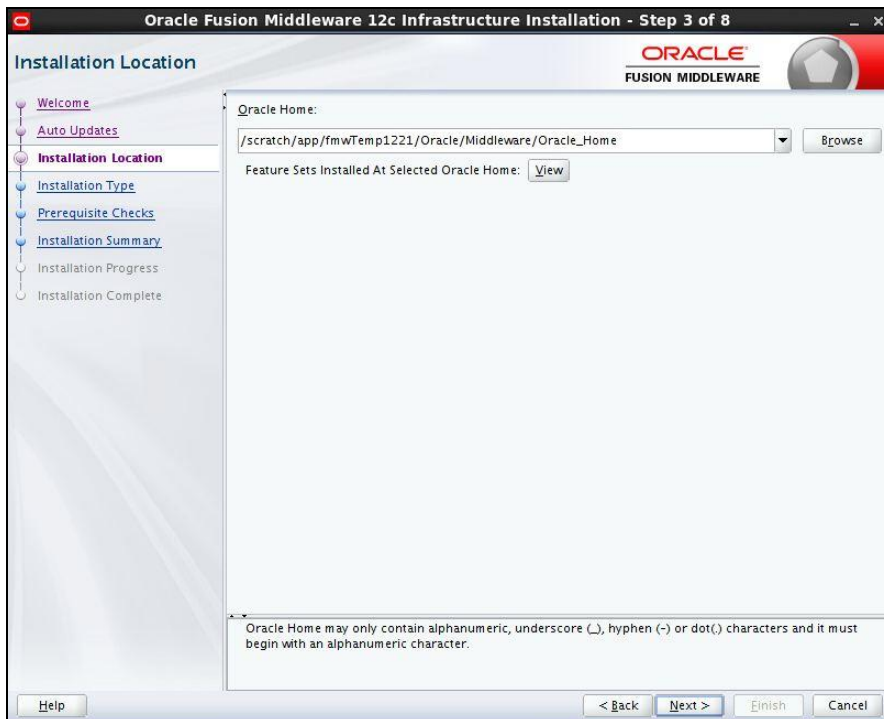 Oracle Fusion Middleware 12c Infrastructure Installation - Step 3 of 8
Installation Location
ORACLE
FUSION MIDDLEWARE
Welcome
Auto Updates
Installation Location
Installation Type
Prerequisite Checks
Installation Summary
Installation Progress
Installation Complete
Oracle Home:
/scratch/app/fmwTemp1221/Oracle/Middleware/Oracle_Home
Browse
Feature Sets Installed At Selected Oracle Home: View
Oracle Home may only contain alphanumeric, underscore (_), hyphen (-) or dot(.) characters and it must
begin with an alphanumeric character.
Help
< Back Next > Finish Cancel